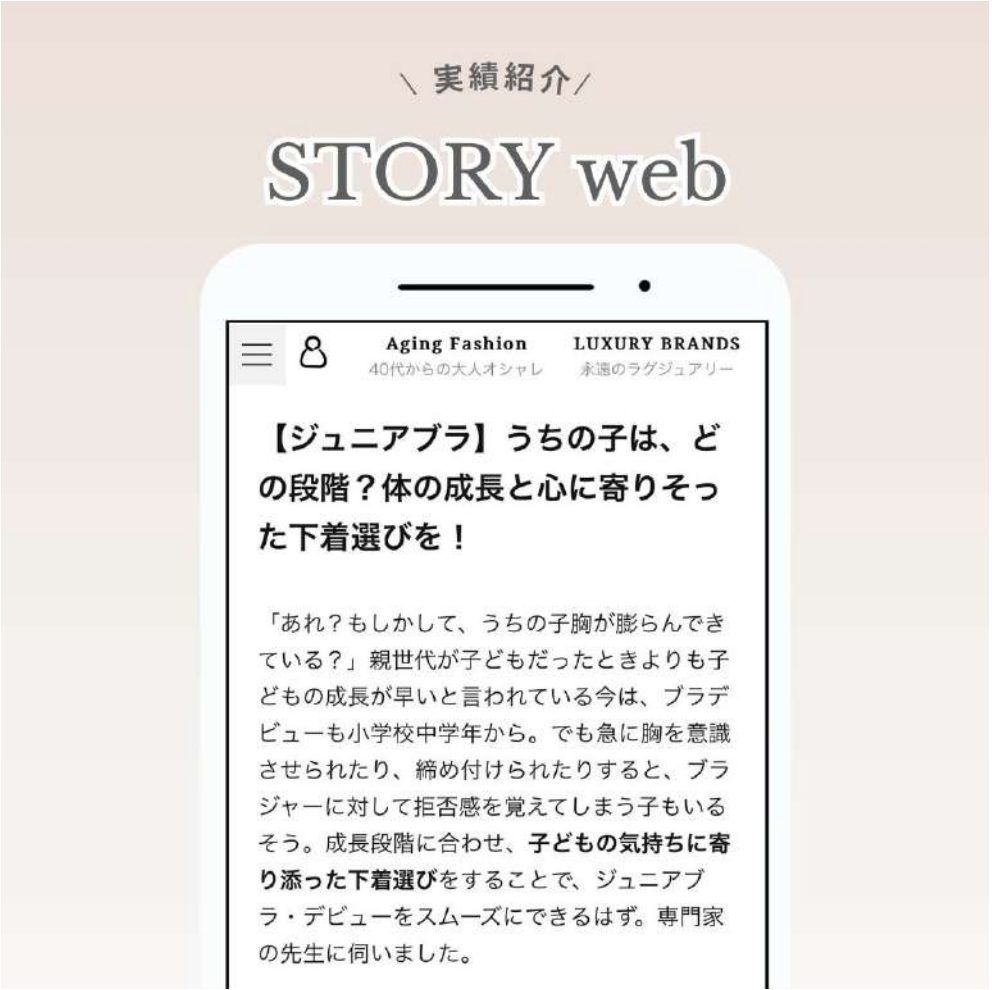 \ 実績紹介 /
STORY web
Aging Fashion
40代からの大人オシャレ
LUXURY BRANDS
永遠のラグジュアリー
【ジュニアブラ】うちの子は、ど
の段階？体の成長と心に寄りそっ
た下着選びを！
「あれ？もしかして、うちの子胸が膨らんでき
ている？」親世代が子どもだったときよりも子
どもの成長が早いと言われている今は、ブラデ
ビューも小学校中学年から。でも急に胸を意識
させられたり、締め付けられたりすると、ブラ
ジャーに対して拒否感を覚えてしまう子もいる
そう。成長段階に合わせ、子どもの気持ちに寄
り添った下着選びをすることで、ジュニアブ
ラ・デビューをスムーズにできるはず。専門家
の先生に伺いました。